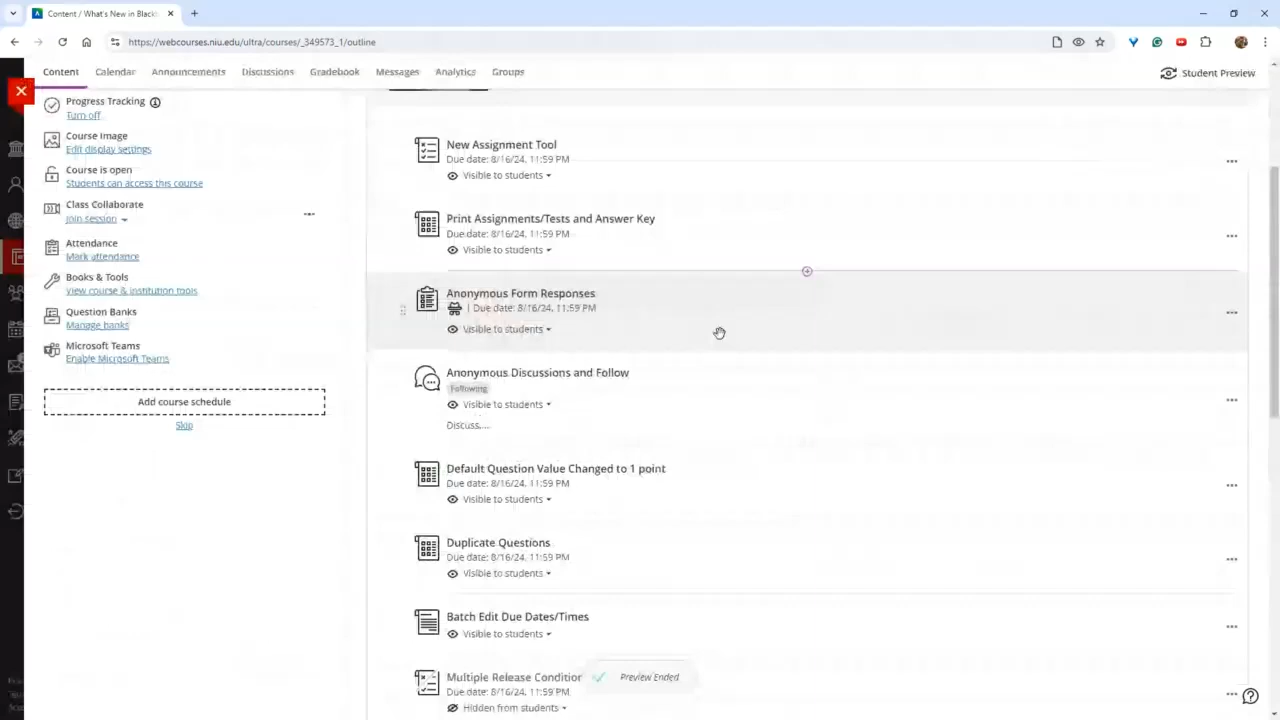 Content / What's New in Black
https://webcourses.niu.edu/ultra/courses/_349573_1/outline
Content
Calendar
Announcements
Discussions
Gradebook
Messages
Analytics
Groups
Student Preview
Progress Tracking
Turn off
Course Image
Edit display settings
Course is open
Students can access this course
Class Collaborate
Join session
Attendance
Mark attendance
Books & Tools
View course & institution tools
Question Banks
Manage banks
Microsoft Teams
Enable Microsoft Teams
Add course schedule
Skip
New Assignment Tool
Due date: 8/16/24, 11:59 PM
Visible to students
Print Assignments/Tests and Answer Key
Due date: 8/16/24, 11:59 PM
Visible to students
Anonymous Form Responses
| Due date: 8/16/24, 11:59 PM
Visible to students
Anonymous Discussions and Follow
Following
Visible to students
Discuss....
Default Question Value Changed to 1 point
Due date: 8/16/24, 11:59 PM
Visible to students
Duplicate Questions
Due date: 8/16/24, 11:59 PM
Visible to students
Batch Edit Due Dates/Times
Visible to students
Multiple Release Condition
Due date: 8/16/24, 11:59 PM
Hidden from students
Preview Ended